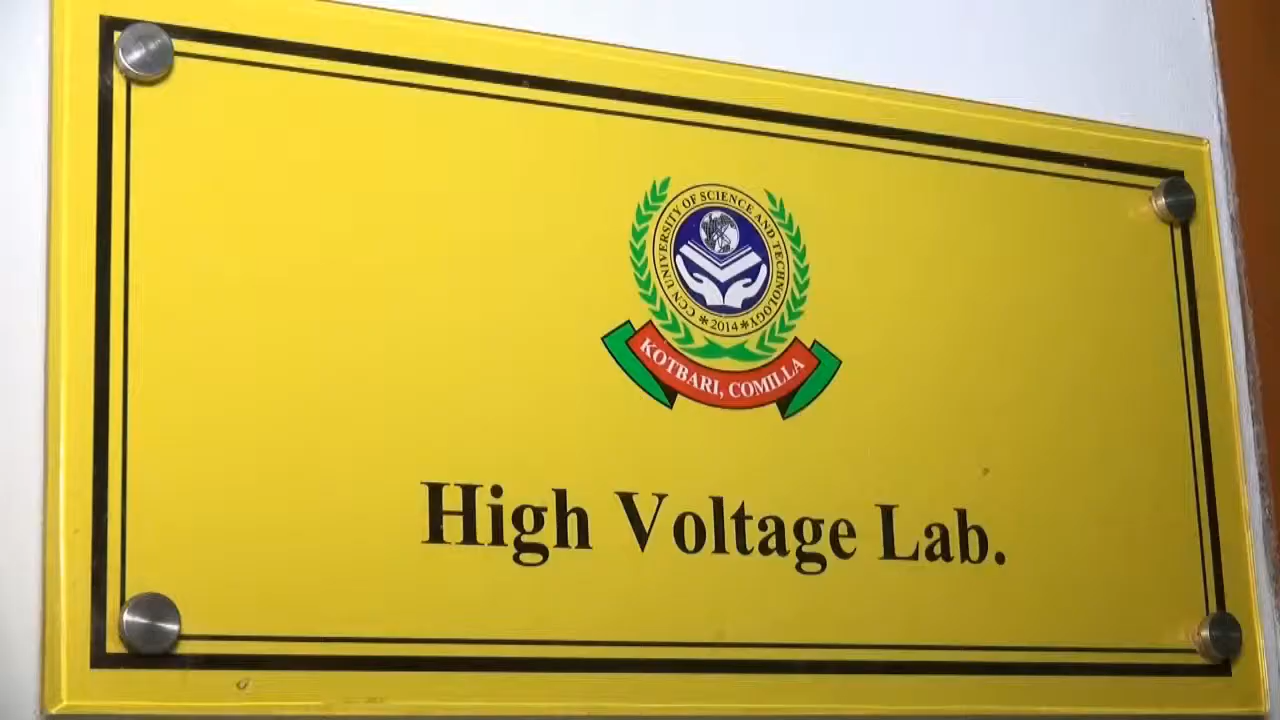 CCN UNIVERSITY OF SCIENCE AND TECHNOLOGY
*2014*
KOTBARI, COMILLA
High Voltage Lab.